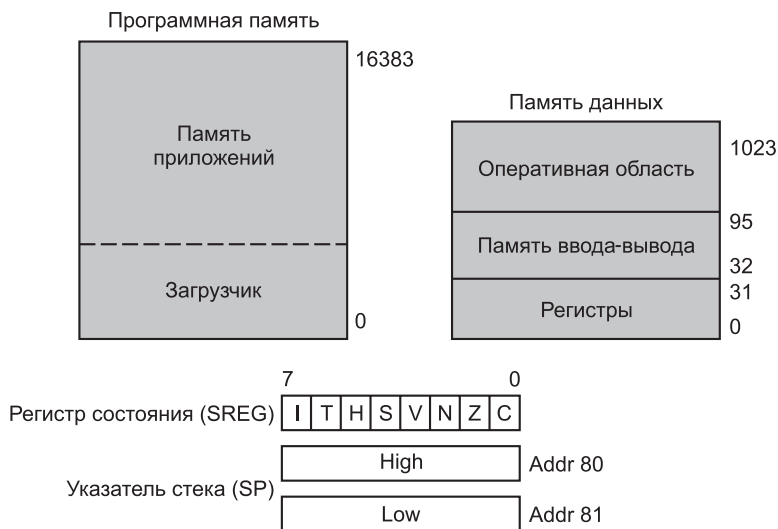 Программная память
16383
Память
приложений
Загрузчик
0
Память данных
1023
Оперативная область
95
Память ввода-вывода
32
31
Регистры
0
7 0
Регистр состояния (SREG) I T H S V N Z C
High Addr 80
Указатель стека (SP)
Low Addr 81